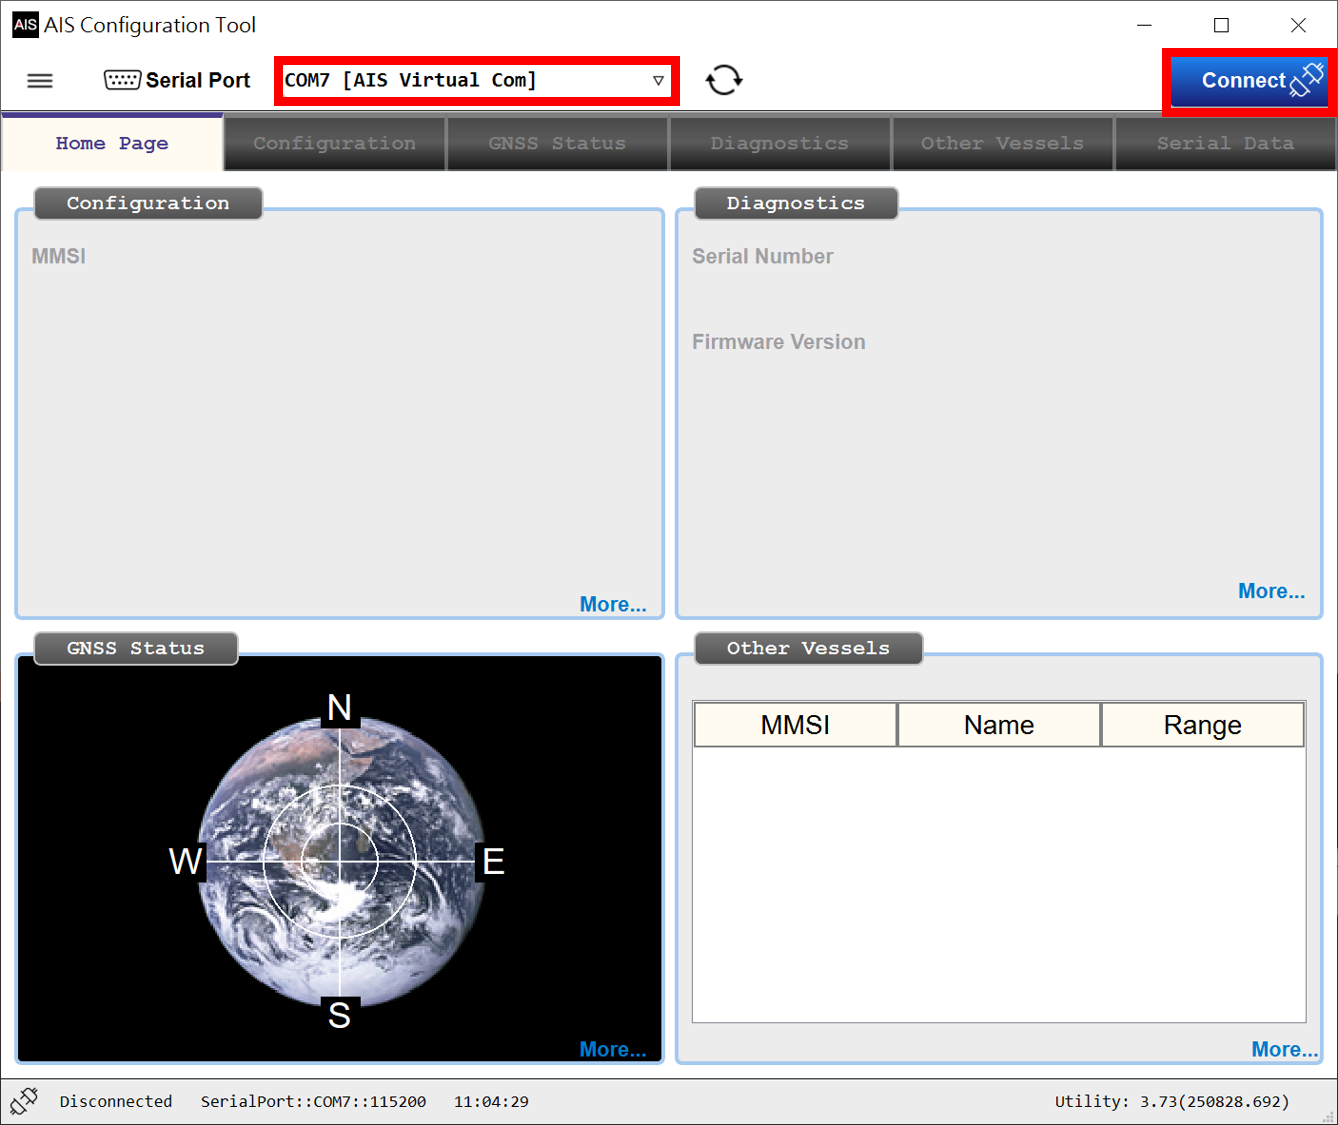 AIS AIS Configuration Tool
Serial Port COM7 [AIS Virtual Com] Connect
Home Page Configuration GNSS Status Diagnostics Other Vessels Serial Data
Configuration
MMSI
More...
Diagnostics
Serial Number
Firmware Version
More...
GNSS Status
N
W E
S
More...
Other Vessels
MMSI Name Range
More...
Disconnected SerialPort::COM7::115200 11:04:29 Utility: 3.73(250828.692)